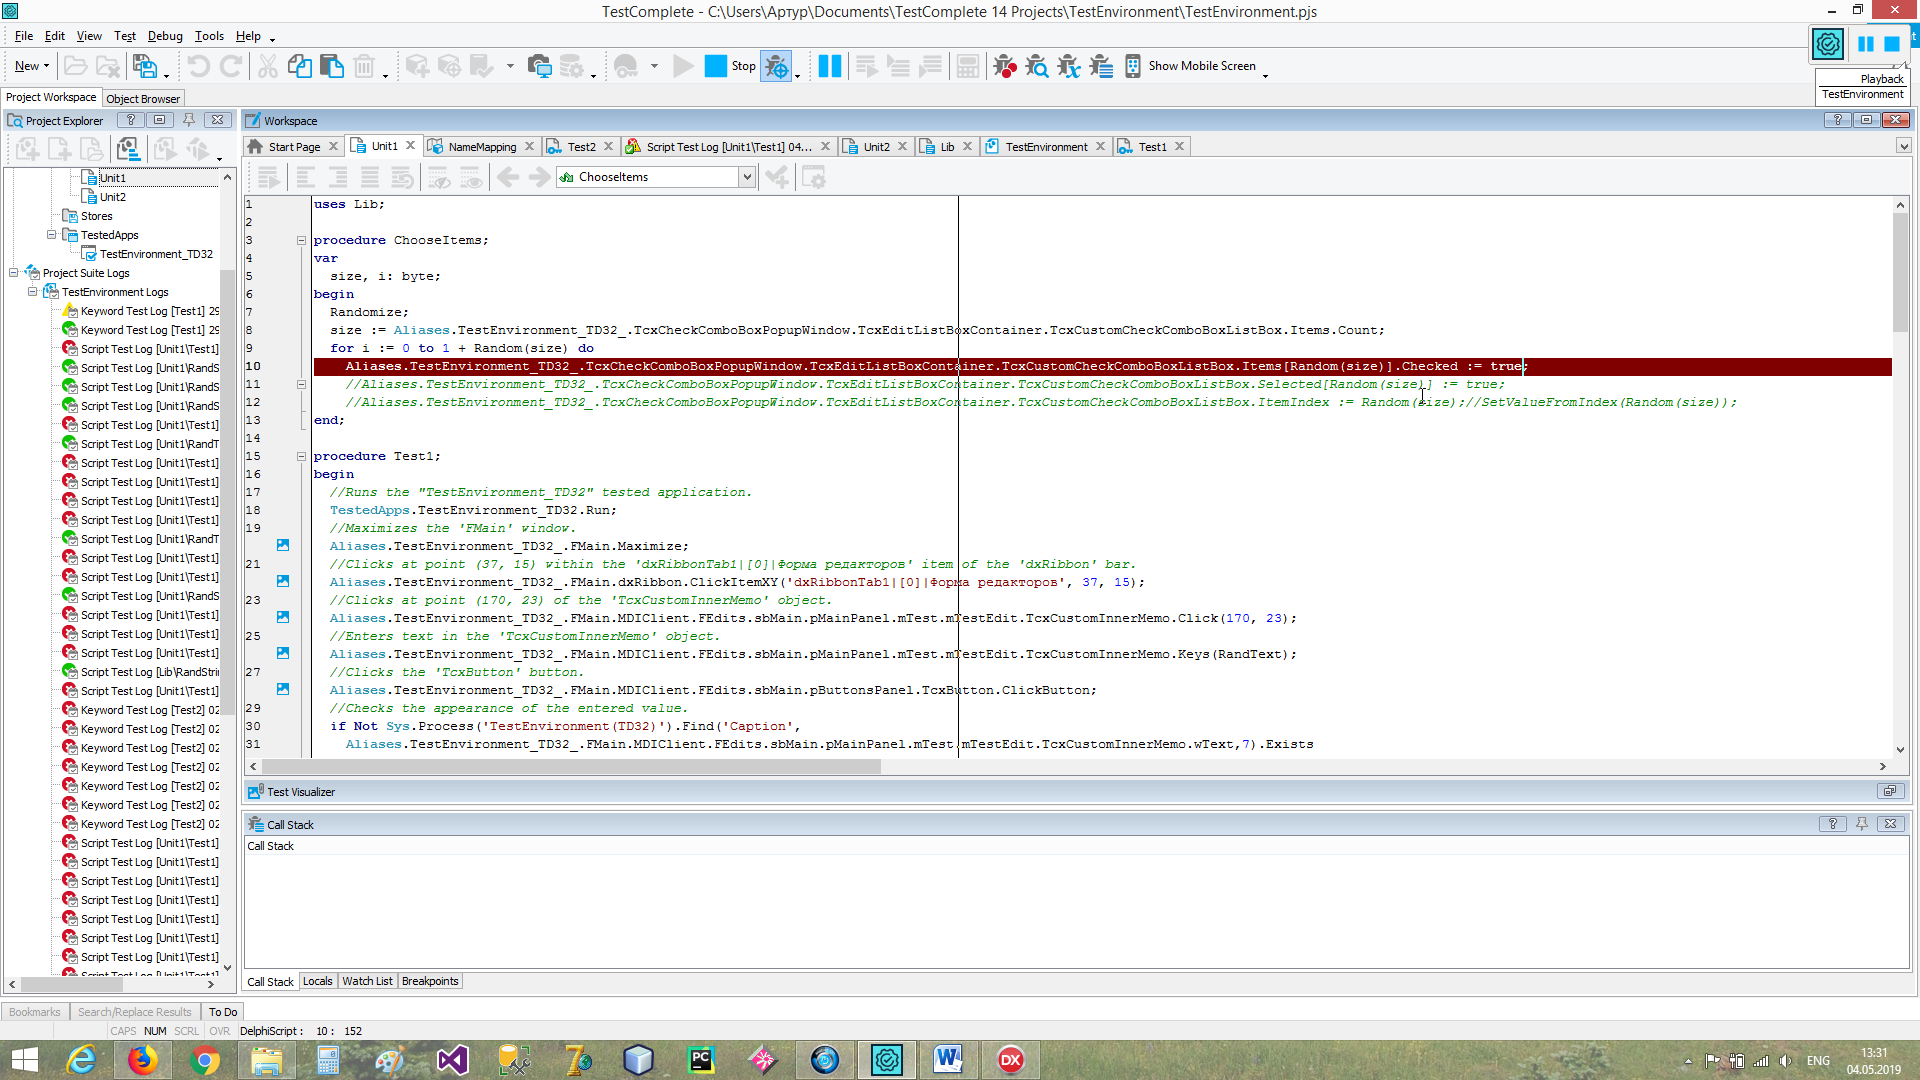 TestComplete - C:\Users\Артур\Documents\TestComplete 14 Projects\TestEnvironment\TestEnvironment.pjs
File Edit View Test Debug Tools Help
New Stop Show Mobile Screen
Playback
TestEnvironment
Project Workspace Object Browser
Project Explorer
Workspace
Start Page Unit1 NameMapping Test2 Script Test Log [Unit1\Test1] 04... Unit2 Lib TestEnvironment Test1
ChooseItems
Unit1
Unit2
Stores
TestedApps
TestEnvironment_TD32
Project Suite Logs
TestEnvironment Logs
Keyword Test Log [Test1] 29
Keyword Test Log [Test1] 29
Script Test Log [Unit1\Test1]
Script Test Log [Unit1\RandS
Script Test Log [Unit1\RandS
Script Test Log [Unit1\RandS
Script Test Log [Unit1\Test1]
Script Test Log [Unit1\RandT
Script Test Log [Unit1\Test1]
Script Test Log [Unit1\Test1]
Script Test Log [Unit1\Test1]
Script Test Log [Unit1\Test1]
Script Test Log [Unit1\RandT
Script Test Log [Unit1\Test1]
Script Test Log [Unit1\Test1]
Script Test Log [Unit1\RandS
Script Test Log [Unit1\Test1]
Script Test Log [Unit1\Test1]
Script Test Log [Unit1\Test1]
Script Test Log [Lib\RandStri
Script Test Log [Unit1\Test1]
Keyword Test Log [Test2] 02
Keyword Test Log [Test2] 02
Keyword Test Log [Test2] 02
Keyword Test Log [Test2] 02
Keyword Test Log [Test2] 02
Keyword Test Log [Test2] 02
Keyword Test Log [Test2] 02
Script Test Log [Unit1\Test1]
Script Test Log [Unit1\Test1]
Script Test Log [Unit1\Test1]
Script Test Log [Unit1\Test1]
Script Test Log [Unit1\Test1]
Script Test Log [Unit1\Test1]
Script Test Log [Unit1\Test1]
Script Test Log [Unit1\Test1]
1 uses Lib;
2
3 procedure ChooseItems;
4 var
5 size, i: byte;
6 begin
7 Randomize;
8 size := Aliases.TestEnvironment_TD32_.TcxCheckComboBoxPopupWindow.TcxEditListBoxContainer.TcxCustomCheckComboBoxListBox.Items.Count;
9 for i := 0 to 1 + Random(size) do
10 Aliases.TestEnvironment_TD32_.TcxCheckComboBoxPopupWindow.TcxEditListBoxContainer.TcxCustomCheckComboBoxListBox.Items[Random(size)].Checked := true;
11 //Aliases.TestEnvironment_TD32_.TcxCheckComboBoxPopupWindow.TcxEditListBoxContainer.TcxCustomCheckComboBoxListBox.Selected[Random(size)] := true;
12 //Aliases.TestEnvironment_TD32_.TcxCheckComboBoxPopupWindow.TcxEditListBoxContainer.TcxCustomCheckComboBoxListBox.ItemIndex := Random(size);//SetValueFromIndex(Random(size));
13 end;
14
15 procedure Test1;
16 begin
17 //Runs the "TestEnvironment_TD32" tested application.
18 TestedApps.TestEnvironment_TD32.Run;
19 //Maximizes the 'FMain' window.
Aliases.TestEnvironment_TD32_.FMain.Maximize;
21 //Clicks at point (37, 15) within the 'dxRibbonTab1|[0]|Форма редакторов' item of the 'dxRibbon' bar.
Aliases.TestEnvironment_TD32_.FMain.dxRibbon.ClickItemXY('dxRibbonTab1|[0]|Форма редакторов', 37, 15);
23 //Clicks at point (170, 23) of the 'TcxCustomInnerMemo' object.
Aliases.TestEnvironment_TD32_.FMain.MDIClient.FEdits.sbMain.pMainPanel.mTest.mTestEdit.TcxCustomInnerMemo.Click(170, 23);
25 //Enters text in the 'TcxCustomInnerMemo' object.
Aliases.TestEnvironment_TD32_.FMain.MDIClient.FEdits.sbMain.pMainPanel.mTest.mTestEdit.TcxCustomInnerMemo.Keys(RandText);
27 //Clicks the 'TcxButton' button.
Aliases.TestEnvironment_TD32_.FMain.MDIClient.FEdits.sbMain.pButtonsPanel.TcxButton.ClickButton;
29 //Checks the appearance of the entered value.
30 if Not Sys.Process('TestEnvironment(TD32)').Find('Caption',
31 Aliases.TestEnvironment_TD32_.FMain.MDIClient.FEdits.sbMain.pMainPanel.mTest.mTestEdit.TcxCustomInnerMemo.wText,7).Exists
Test Visualizer
Call Stack
Call Stack
Call Stack Locals Watch List Breakpoints
Bookmarks Search/Replace Results To Do
CAPS NUM SCRL OVR DelphiScript : 10 : 152
ENG 13:31
04.05.2019